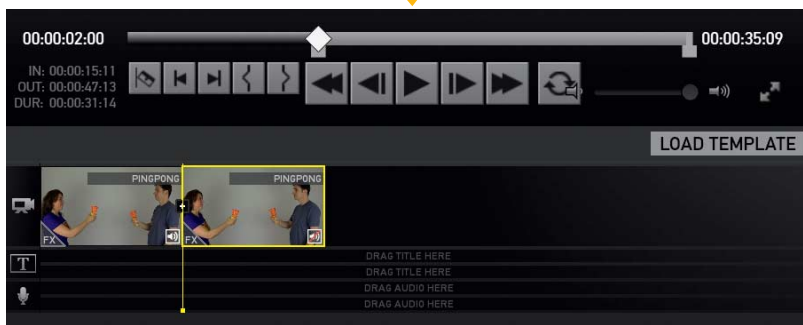 00:00:02:00
00:00:35:09
IN: 00:00:15:11
OUT: 00:00:47:13
DUR: 00:00:31:14
LOAD TEMPLATE
PINGPONG
PINGPONG
FX
FX
T
DRAG TITLE HERE
DRAG TITLE HERE
DRAG AUDIO HERE
DRAG AUDIO HERE